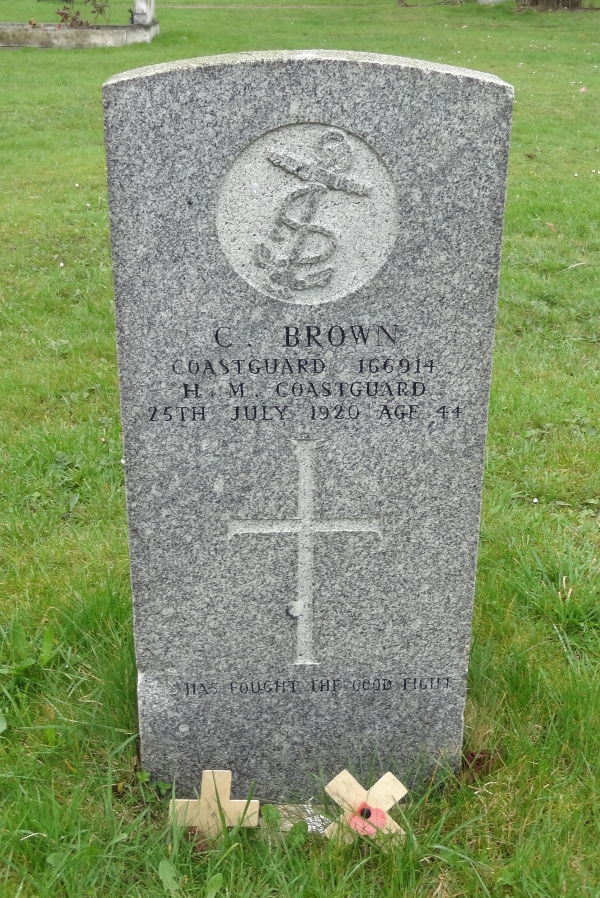 C. BROWN
COASTGUARD 166914
H. M. COASTGUARD
25TH JULY 1920 AGE 44
HAS FOUGHT THE GOOD FIGHT